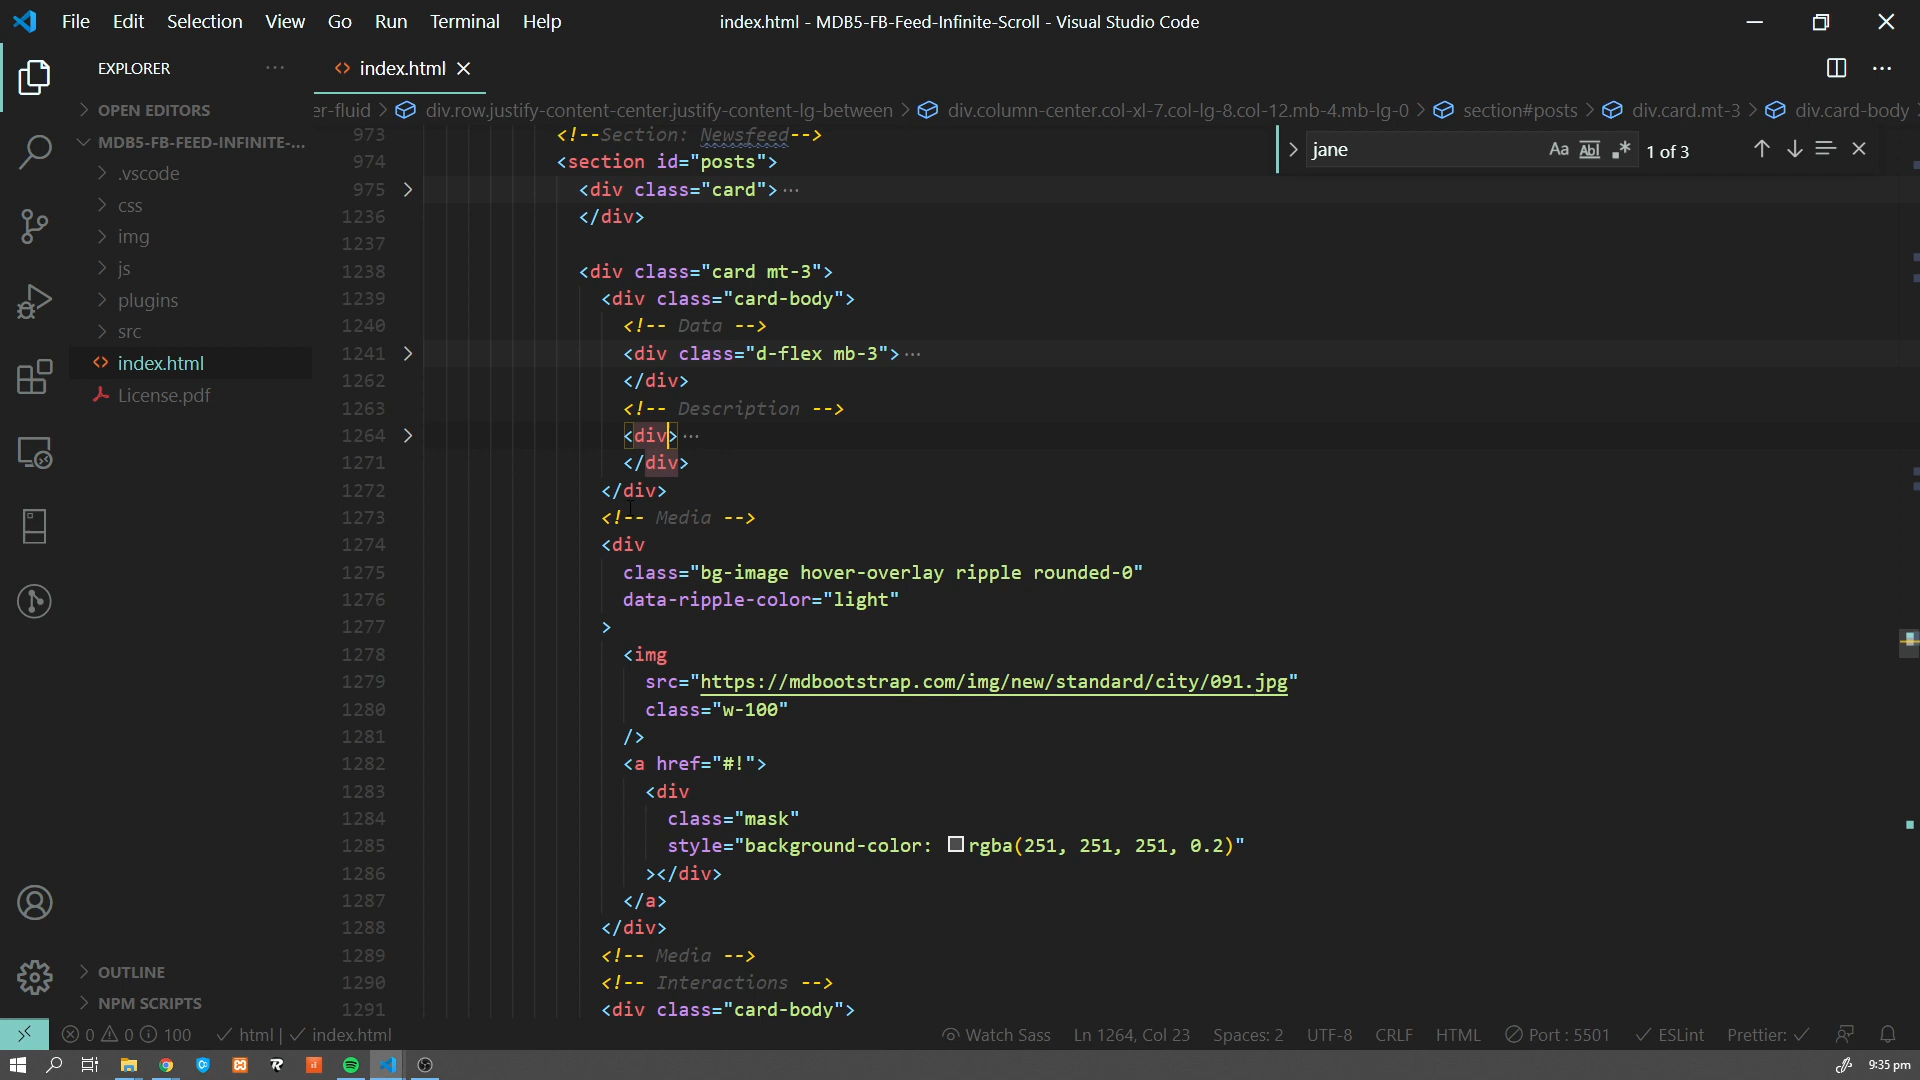 File Edit Selection View Go Run Terminal Help
index.html - MDB5-FB-Feed-Infinite-Scroll - Visual Studio Code
EXPLORER
index.html
OPEN EDITORS
MDB5-FB-FEED-INFINITE-...
.vscode
css
img
js
plugins
src
index.html
License.pdf
OUTLINE
NPM SCRIPTS
er-fluid > div.row.justify-content-center.justify-content-lg-between > div.column-center.col-xl-7.col-lg-8.col-12.mb-4.mb-lg-0 > section#posts > div.card.mt-3 > div.card-body
jane Aa Abl .* 1 of 3
973 <!--Section: Newsfeed-->
974 <section id="posts">
975 <div class="card">...
1236 </div>
1237
1238 <div class="card mt-3">
1239 <div class="card-body">
1240 <!-- Data -->
1241 <div class="d-flex mb-3">...
1262 </div>
1263 <!-- Description -->
1264 <div>...
1271 </div>
1272 </div>
1273 <!-- Media -->
1274 <div
1275 class="bg-image hover-overlay ripple rounded-0"
1276 data-ripple-color="light"
1277 >
1278 <img
1279 src="https://mdbootstrap.com/img/new/standard/city/091.jpg"
1280 class="w-100"
1281 />
1282 <a href="#!">
1283 <div
1284 class="mask"
1285 style="background-color: rgba(251, 251, 251, 0.2)"
1286 ></div>
1287 </a>
1288 </div>
1289 <!-- Media -->
1290 <!-- Interactions -->
1291 <div class="card-body">
0 0 100 html | index.html Watch Sass Ln 1264, Col 23 Spaces: 2 UTF-8 CRLF HTML Port : 5501 ESLint Prettier:
9:35 pm